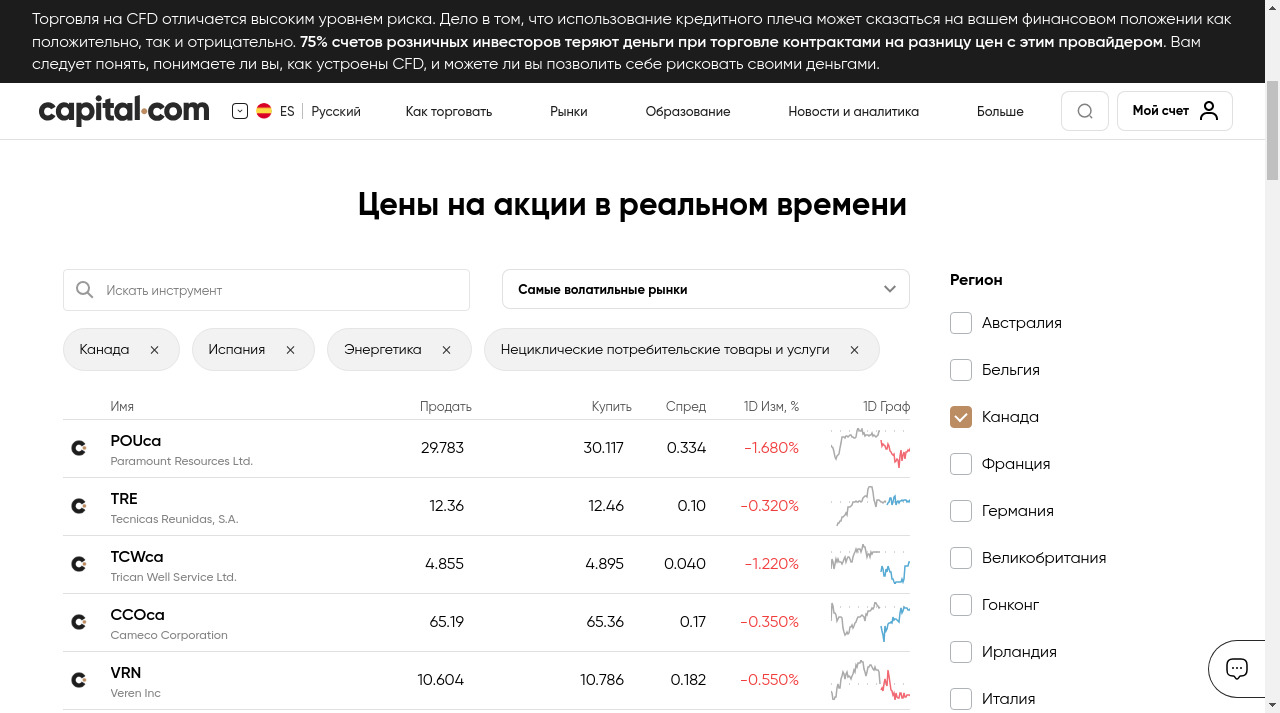 Торговля на CFD отличается высоким уровнем риска. Дело в том, что использование кредитного плеча может сказаться на вашем финансовом положении как
положительно, так и отрицательно. 75% счетов розничных инвесторов теряют деньги при торговле контрактами на разницу цен с этим провайдером. Вам
следует понять, понимаете ли вы, как устроены CFD, и можете ли вы позволить себе рисковать своими деньгами.
capital.com ES Русский Как торговать Рынки Образование Новости и аналитика Больше Мой счет
Цены на акции в реальном времени
Искать инструмент Самые волатильные рынки
Канада Испания Энергетика Нециклические потребительские товары и услуги
Имя Продать Купить Спред 1D Изм, % 1D Граф
POUca 29.783 30.117 0.334 -1.680%
Paramount Resources Ltd.
TRE 12.36 12.46 0.10 -0.320%
Tecnicas Reunidas, S.A.
TCWca 4.855 4.895 0.040 -1.220%
Trican Well Service Ltd.
CCOca 65.19 65.36 0.17 -0.350%
Cameco Corporation
VRN 10.604 10.786 0.182 -0.550%
Veren Inc
Регион
Австралия
Бельгия
Канада
Франция
Германия
Великобритания
Гонконг
Ирландия
Италия